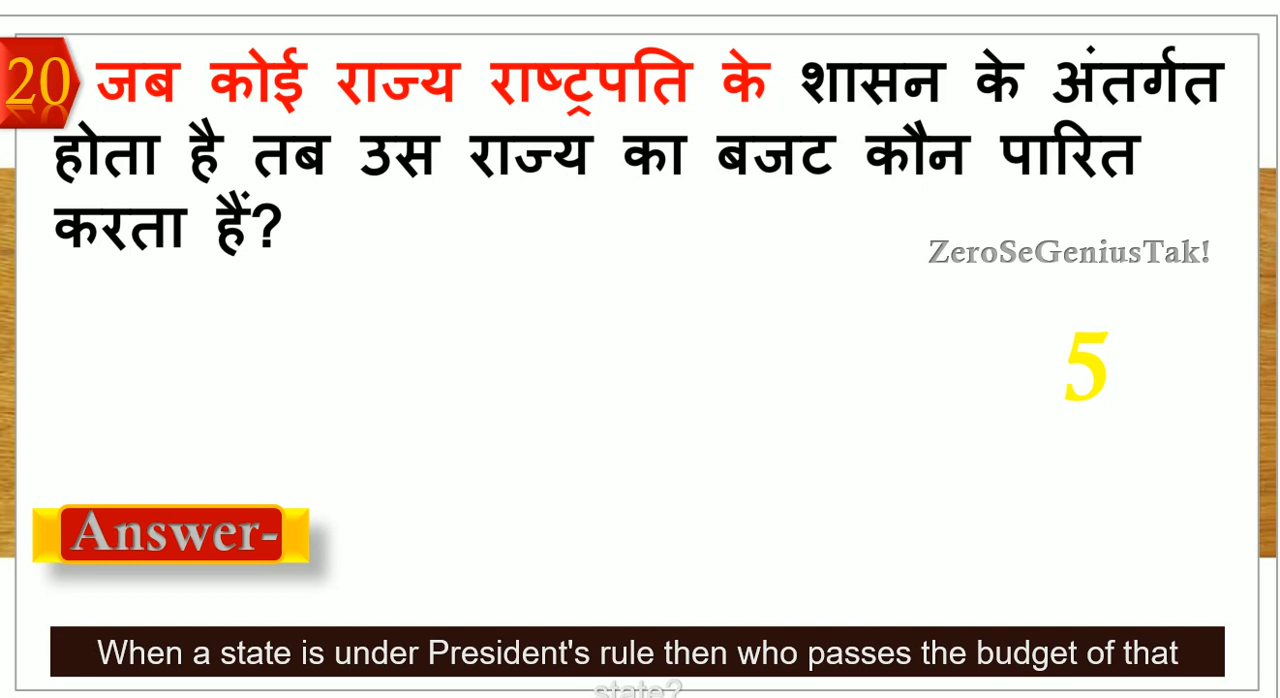 20 जब कोई राज्य राष्ट्रपति के शासन के अंतर्गत
होता है तब उस राज्य का बजट कौन पारित
करता हैं?
ZeroSeGeniusTak!
5
Answer-
When a state is under President's rule then who passes the budget of that
state?